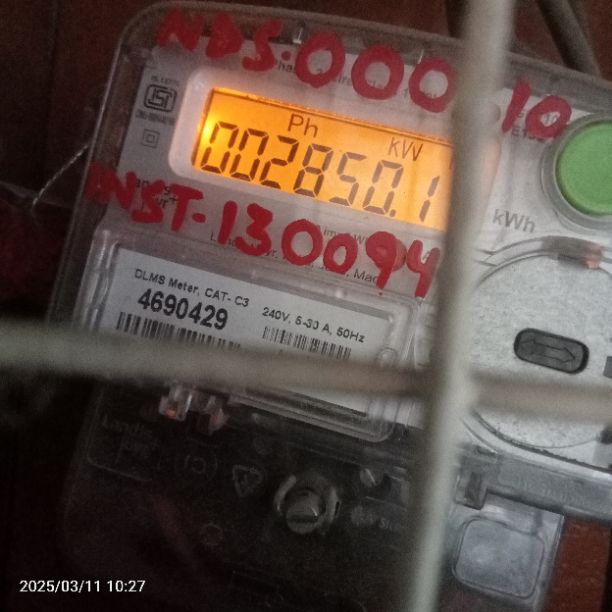 NDS.000 10
Ph kW
002850.1
kWh
INST-130094
DLMS Meter, CAT- C3
4690429
240V, 5-30 A, 50Hz
2025/03/11 10:27